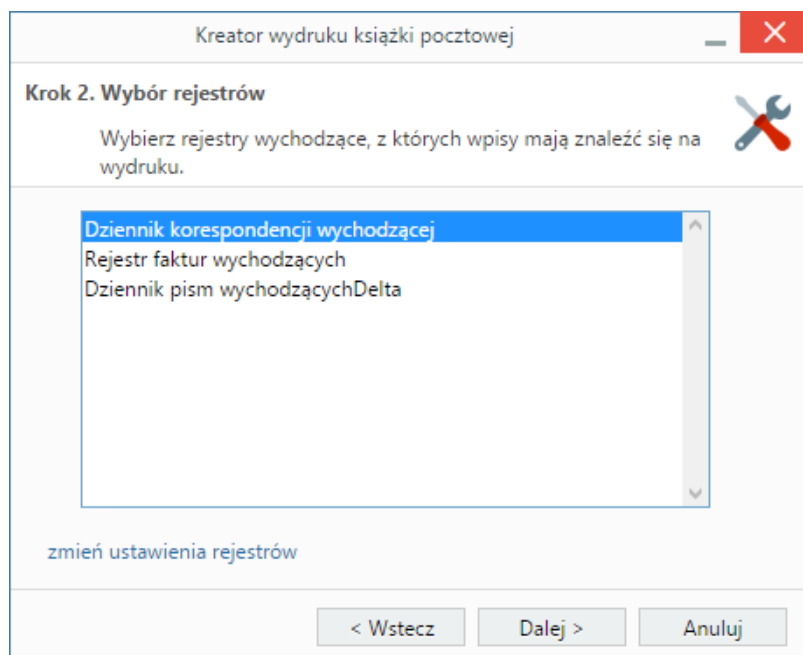 Kreator wydruku książki pocztowej
Krok 2. Wybór rejestrów
Wybierz rejestry wychodzące, z których wpisy mają znaleźć się na
wydruku.
Dziennik korespondencji wychodzącej
Rejestr faktur wychodzących
Dziennik pism wychodzącychDelta
zmień ustawienia rejestrów
< Wstecz
Dalej >
Anuluj